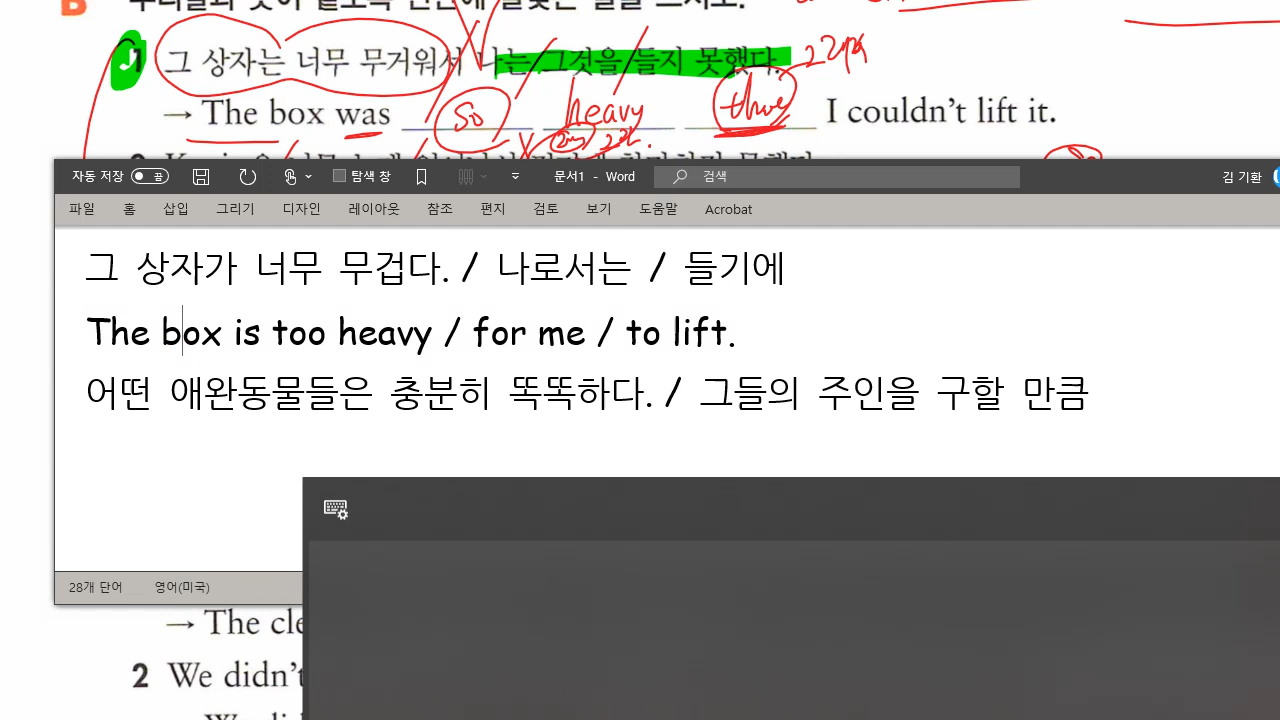 B
그 상자는 너무 무거워서 나는 그것을 들지 못했다.
→ The box was so heavy I couldn't lift it.
자동 저장 끔 탐색 창 문서1 - Word 검색 김 기환
파일 홈 삽입 그리기 디자인 레이아웃 참조 편지 검토 보기 도움말 Acrobat
그 상자가 너무 무겁다. / 나로서는 / 들기에
The box is too heavy / for me / to lift.
어떤 애완동물들은 충분히 똑똑하다. / 그들의 주인을 구할 만큼
28개 단어 영어(미국)
→ The cle
2 We didn't